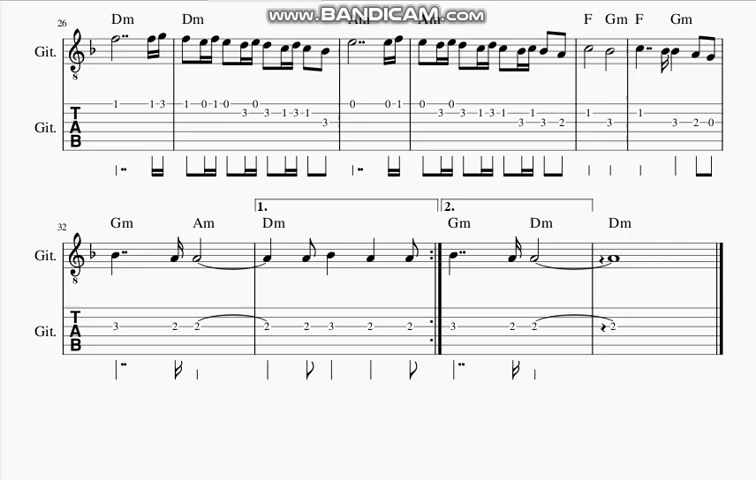 www.BANDICAM.com
26 Dm Dm Am F Gm F Gm
Git.
8
1 1 3 1 0 1 0 3 0 3 1 3 1 3 0 0 1 0 3 0 3 1 3 1 3 1 3 2 1 3 1 3 2 0
Git.
T
A
B
1. 2.
32 Gm Am Dm Gm Dm Dm
Git.
8
3 2 2 2 2 3 2 2 3 2 2 2
Git.
T
A
B